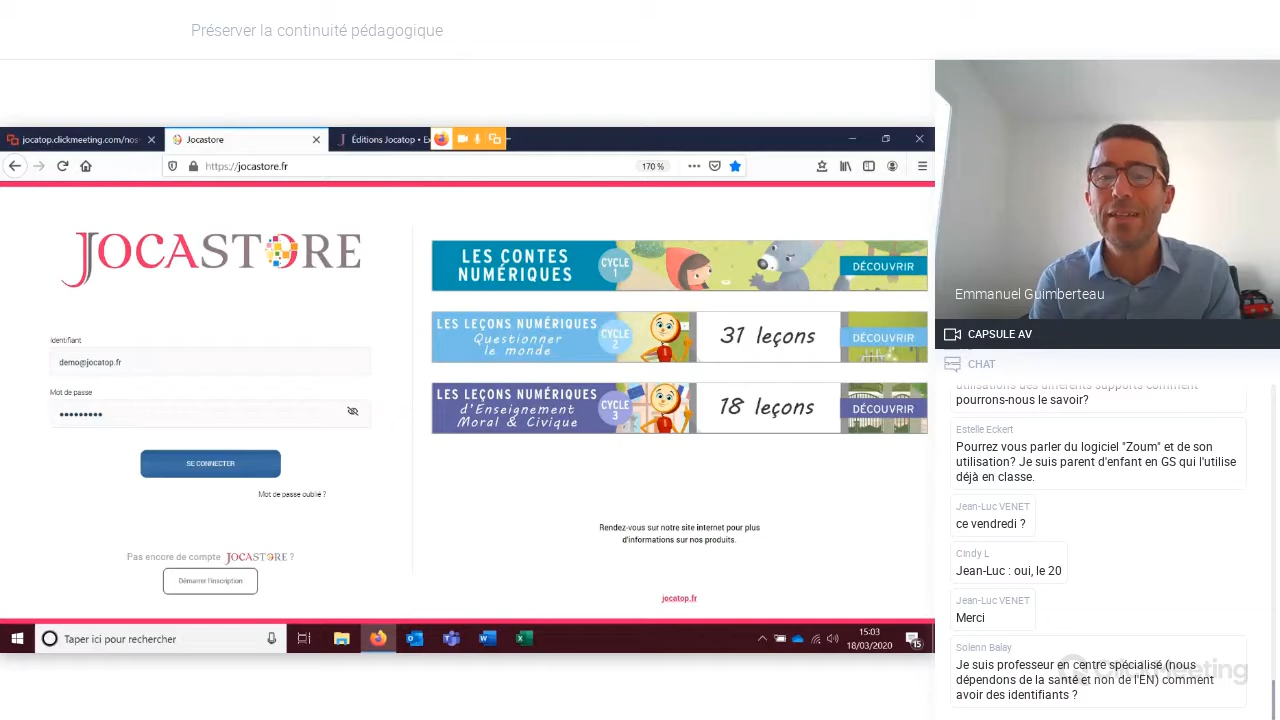 Préserver la continuité pédagogique
jocatop.clickmeeting.com/nos-
Jocastore
Éditions Jocatop • Ex
https://jocastore.fr
170 %
JOCASTORE
Identifiant
demo@jocatop.fr
Mot de passe
•••••••••
SE CONNECTER
Mot de passe oublié ?
Pas encore de compte JOCASTORE ?
Démarrer l'inscription
LES CONTES
NUMÉRIQUES
CYCLE
1
DÉCOUVRIR
LES LEÇONS NUMÉRIQUES
Questionner
le monde
CYCLE
2
31 leçons
DÉCOUVRIR
LES LEÇONS NUMÉRIQUES
d'Enseignement
Moral & Civique
CYCLE
3
18 leçons
DÉCOUVRIR
Rendez-vous sur notre site internet pour plus
d'informations sur nos produits.
jocatop.fr
Taper ici pour rechercher
15:03
18/03/2020
15
Emmanuel Guimberteau
CAPSULE AV
CHAT
utilisations des différents supports comment
pourrons-nous le savoir?
Estelle Eckert
Pourrez vous parler du logiciel "Zoum" et de son
utilisation? Je suis parent d'enfant en GS qui l'utilise
déjà en classe.
Jean-Luc VENET
ce vendredi ?
Cindy L
Jean-Luc : oui, le 20
Jean-Luc VENET
Merci
Solenn Balay
Je suis professeur en centre spécialisé (nous
dépendons de la santé et non de l'EN) comment
avoir des identifiants ?
ClickMeeting